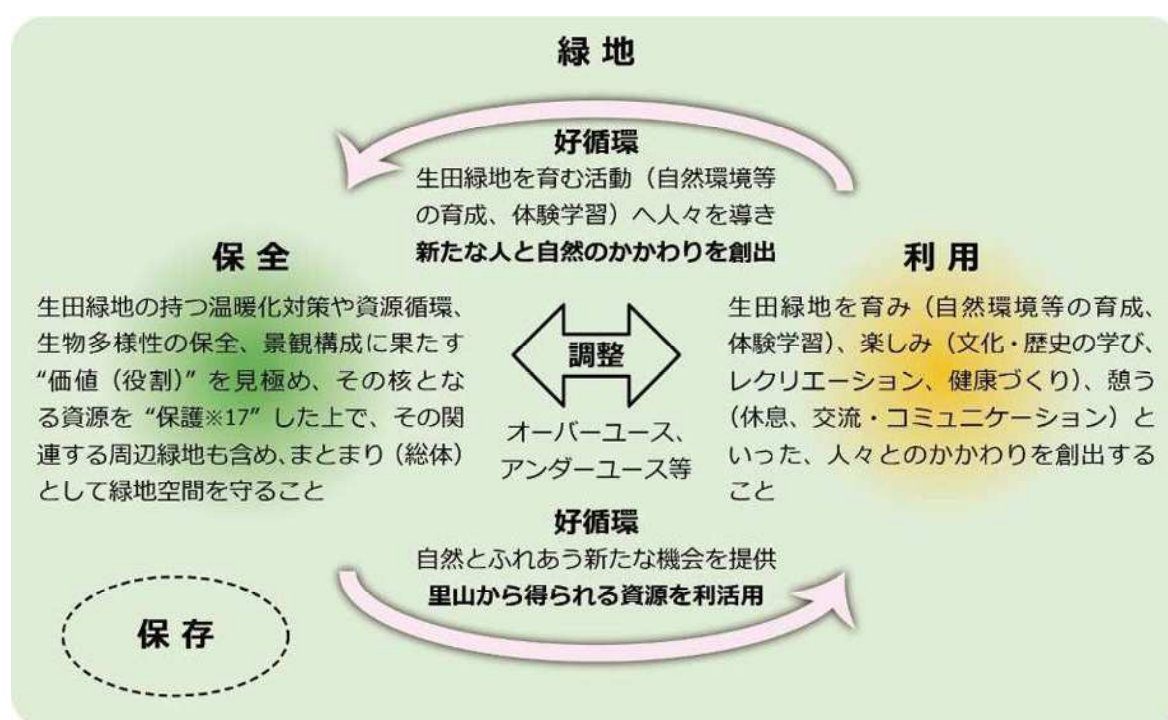 緑地
好循環
生田緑地を育む活動（自然環境等
の育成、体験学習）へ人々を導き
新たな人と自然のかかわりを創出
保全
生田緑地の持つ温暖化対策や資源循環、
生物多様性の保全、景観構成に果たす
“価値（役割）”を見極め、その核とな
る資源を“保護※17”した上で、その関
連する周辺緑地も含め、まとまり（総体）
として緑地空間を守ること
調整
オーバーユース、
アンダーユース等
利用
生田緑地を育み（自然環境等の育成、
体験学習）、楽しみ（文化・歴史の学び、
レクリエーション、健康づくり）、憩う
（休息、交流・コミュニケーション）と
いった、人々とのかかわりを創出する
こと
好循環
自然とふれあう新たな機会を提供
里山から得られる資源を利活用
保存